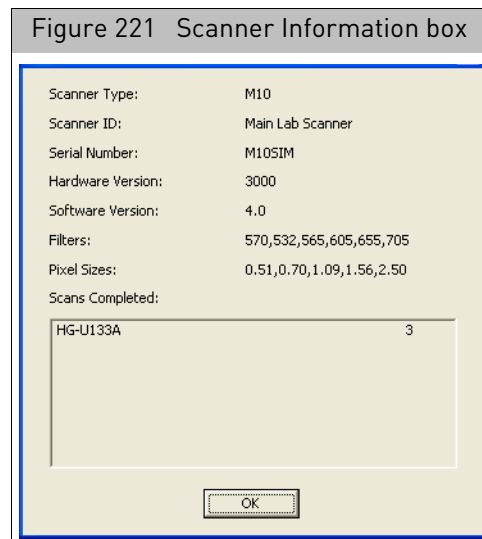 Figure 221 Scanner Information box
Scanner Type: M10
Scanner ID: Main Lab Scanner
Serial Number: M10SIM
Hardware Version: 3000
Software Version: 4.0
Filters: 570,532,565,605,655,705
Pixel Sizes: 0.51,0.70,1.09,1.56,2.50
Scans Completed:
HG-U133A 3
OK